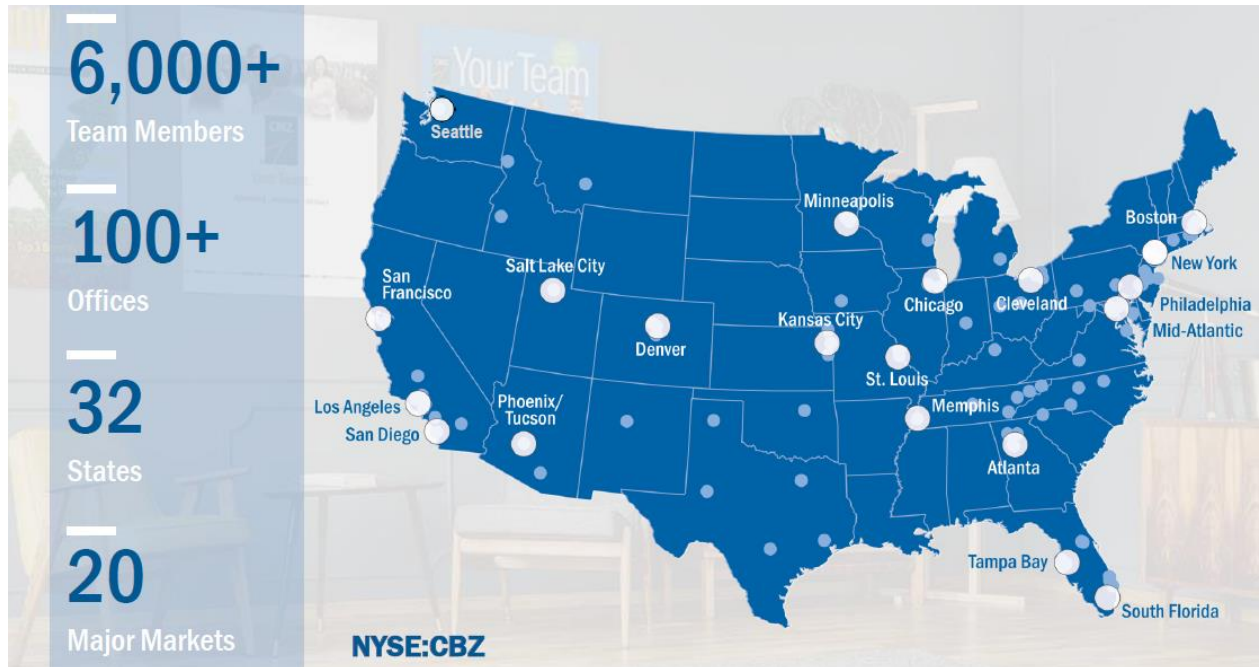 6,000+
Team Members
100+
Offices
32
States
20
Major Markets
Your Team
CBZ
Seattle
Minneapolis
Boston
New York
Salt Lake City
San
Francisco
Chicago
Cleveland
Philadelphia
Kansas City
Mid-Atlantic
Denver
St. Louis
Los Angeles
Phoenix/
Tucson
Memphis
San Diego
Atlanta
Tampa Bay
South Florida
NYSE:CBZ